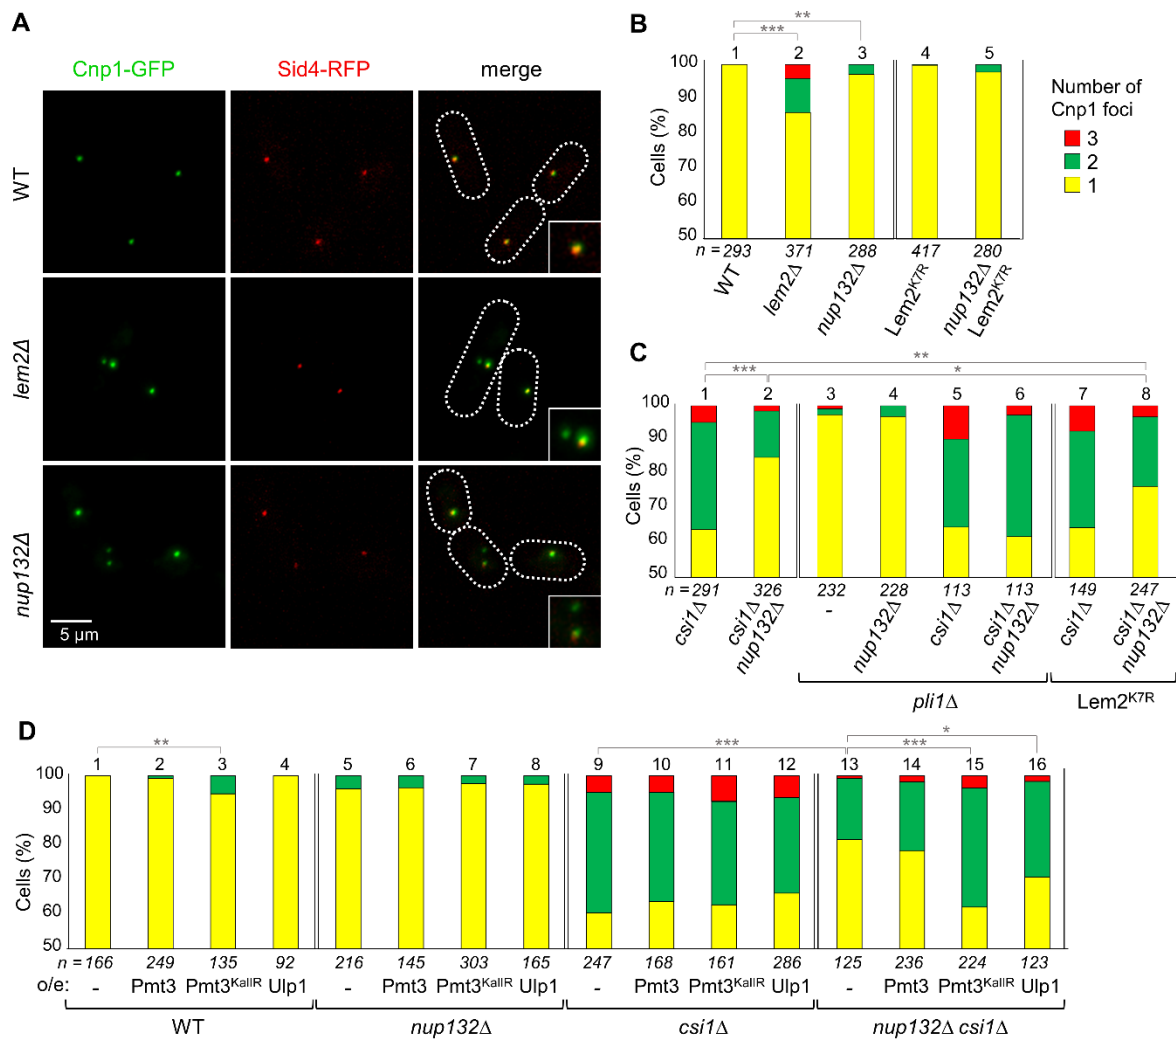 A
Cnp1-GFP Sid4-RFP merge
WT
lem2Δ
nup132Δ
5 µm
B
** 
***
1 2 3 4 5
Cells (%)
100
90
80
70
60
50
n = 293 371 288 417 280
WT lem2Δ nup132Δ Lem2K7R nup132Δ Lem2K7R
Number of
Cnp1 foci
3
2
1
C
**
*** *
1 2 3 4 5 6 7 8
Cells (%)
100
90
80
70
60
50
n = 291 326 232 228 113 113 149 247
csi1Δ csi1Δ nup132Δ - nup132Δ csi1Δ csi1Δ nup132Δ csi1Δ csi1Δ nup132Δ
pli1Δ Lem2K7R
D
** *** *** *
1 2 3 4 5 6 7 8 9 10 11 12 13 14 15 16
Cells (%)
100
90
80
70
60
50
n = 166 249 135 92 216 145 303 165 247 168 161 286 125 236 224 123
o/e: - Pmt3 Pmt3KallR Ulp1 - Pmt3 Pmt3KallR Ulp1 - Pmt3 Pmt3KallR Ulp1 - Pmt3 Pmt3KallR Ulp1
WT nup132Δ csi1Δ nup132Δ csi1Δ